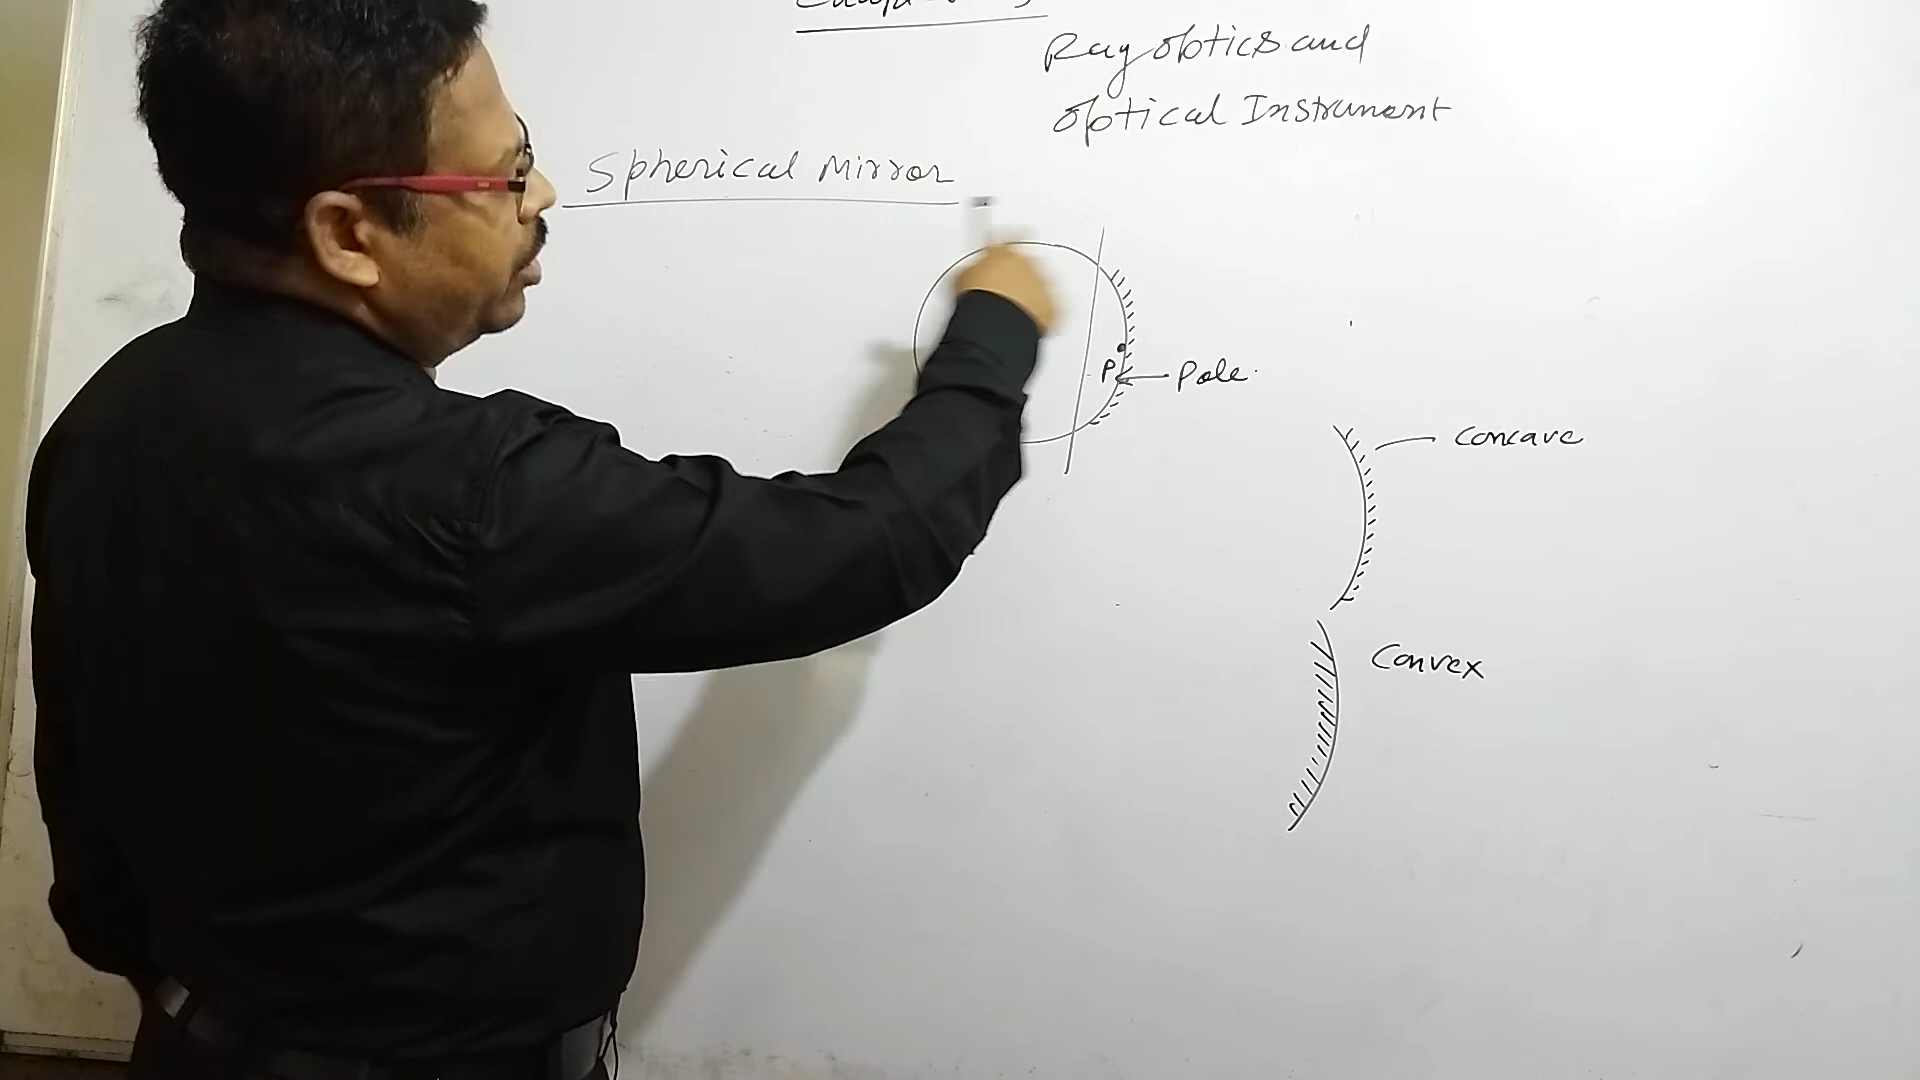 Ray optics and
optical Instrument
Spherical Mirror
P
Pole.
Concave
Convex